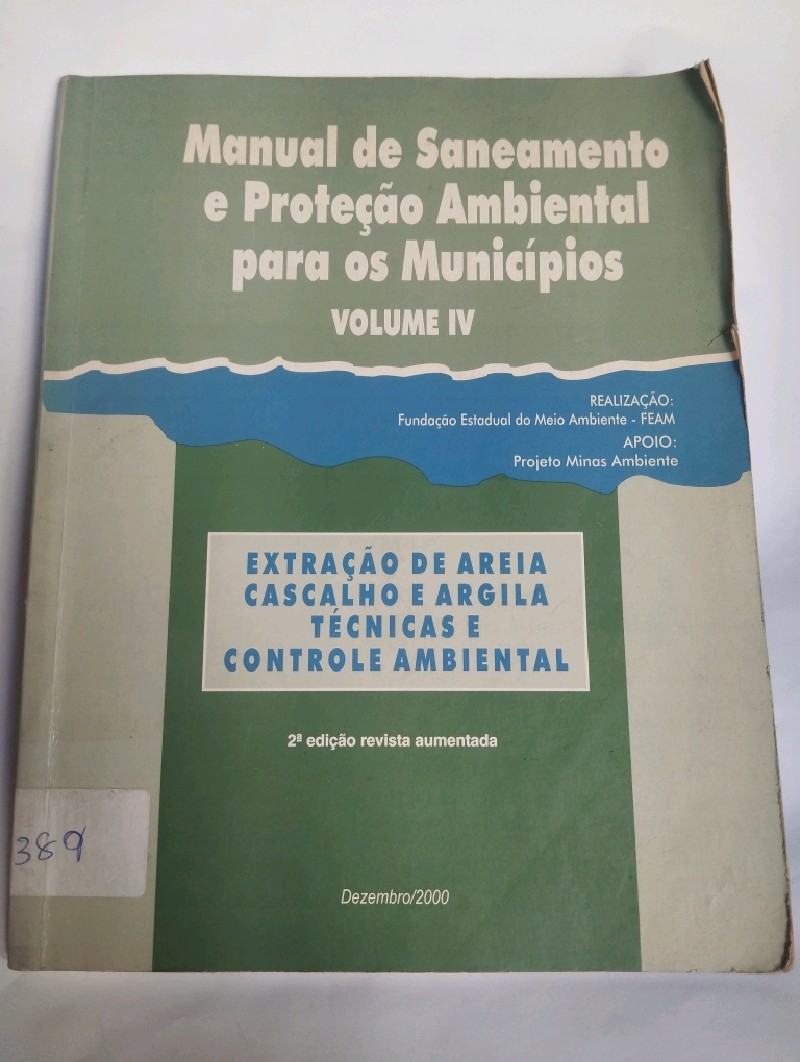 Manual de Saneamento
e Proteção Ambiental
para os Municípios
VOLUME IV
REALIZAÇÃO:
Fundação Estadual do Meio Ambiente - FEAM
APOIO:
Projeto Minas Ambiente
EXTRAÇÃO DE AREIA
CASCALHO E ARGILA
TÉCNICAS E
CONTROLE AMBIENTAL
2ª edição revista aumentada
389
Dezembro/2000